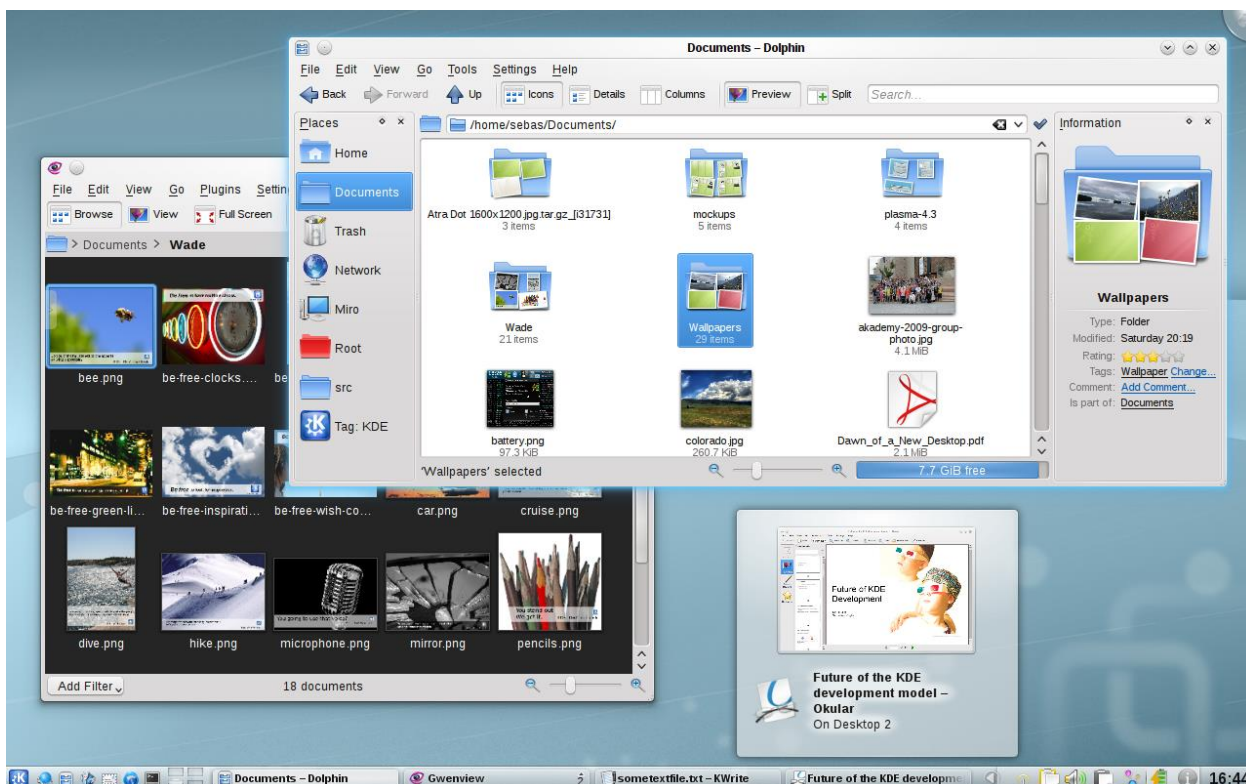 Documents – Dolphin
File Edit View Go Tools Settings Help
Back Forward Up Icons Details Columns Preview Split Search...
Places
/home/sebas/Documents/
Information
Home
Documents
Trash
Network
Miro
Root
src
Tag: KDE
Atra Dot 1600x1200.jpg.tar.gz_[i31731]
3 items
mockups
5 items
plasma-4.3
4 items
Wade
21 items
Wallpapers
29 items
akademy-2009-group-
photo.jpg
4.1 MiB
battery.png
97.3 KiB
colorado.jpg
260.7 KiB
Dawn_of_a_New_Desktop.pdf
2.1 MiB
'Wallpapers' selected
7.7 GiB free
Wallpapers
Type: Folder
Modified: Saturday 20:19
Rating:
Tags: Wallpaper Change...
Comment: Add Comment...
Is part of: Documents
File Edit View Go Plugins Settin
Browse View Full Screen
> Documents > Wade
bee.png
be-free-clocks....
be-free-green-li...
be-free-inspirati...
be-free-wish-co...
car.png
cruise.png
dive.png
hike.png
microphone.png
mirror.png
pencils.png
You stand out.
We get it.
Add Filter
18 documents
Future of KDE
Development
Future of the KDE
development model –
Okular
On Desktop 2
Documents – Dolphin
Gwenview
sometextfile.txt – KWrite
Future of the KDE developme
16:44